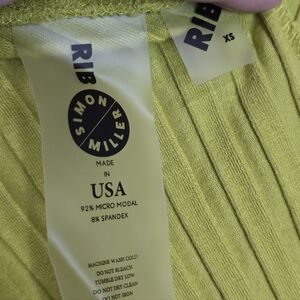 RIB
SIMON
MILLER
MADE
IN
USA
92% MICRO MODAL
8% SPANDEX
MACHINE WASH COLD
DO NOT BLEACH
TUMBLE DRY LOW
DO NOT DRY CLEAN
DO NOT IRON
RIB
XS